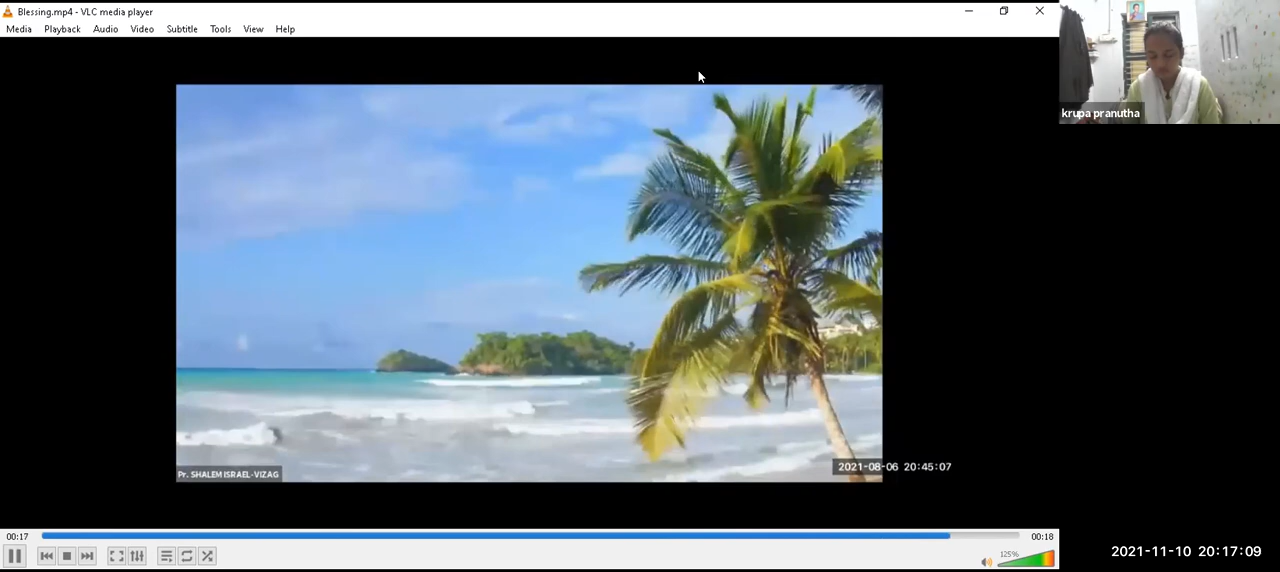 Blessing.mp4 - VLC media player
Media Playback Audio Video Subtitle Tools View Help
krupa pranutha
Pr. SHALEM ISRAEL-VIZAG
2021-08-06 20:45:07
00:17
00:18
125%
2021-11-10 20:17:09